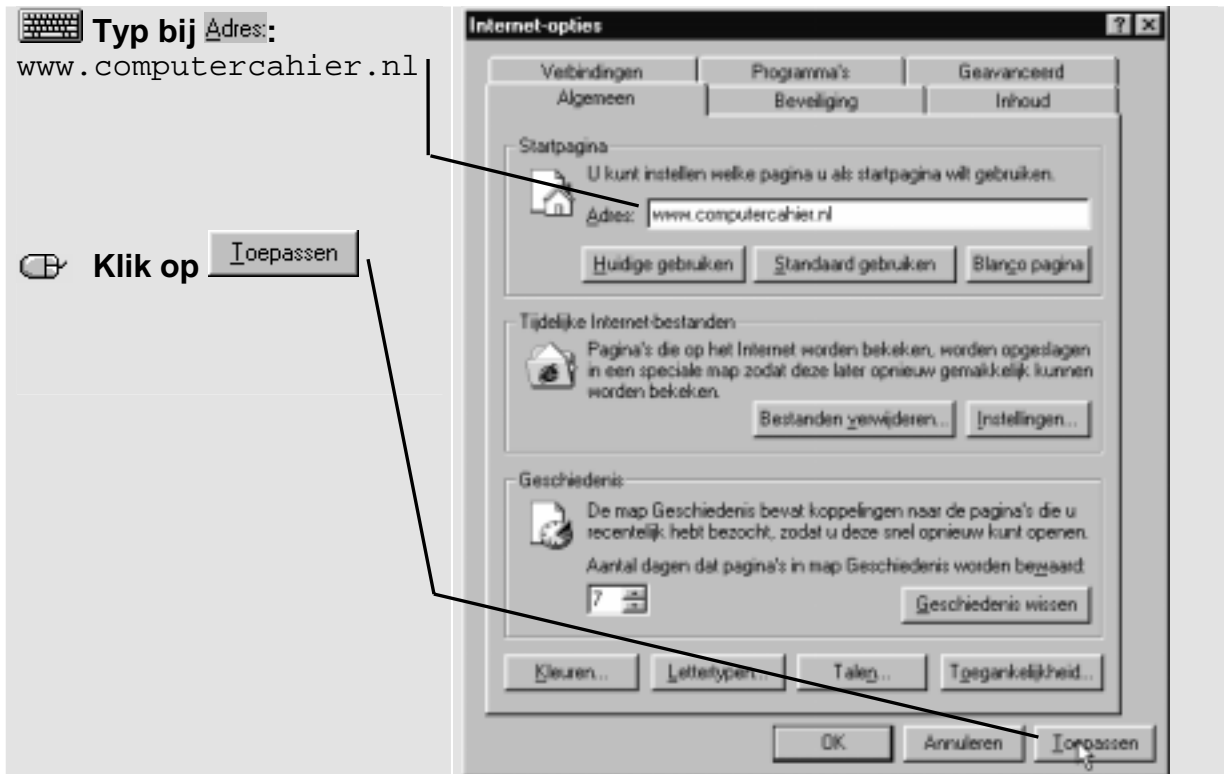 Typ bij Adres::
www.computercahier.nl
Klik op Toepassen
Internet-opties
Verbindingen Programma's Geavanceerd
Algemeen Beveiliging Inhoud
Startpagina
U kunt instellen welke pagina u als startpagina wilt gebruiken.
Adres: www.computercahier.nl
Huidige gebruiken Standaard gebruiken Blanco pagina
Tijdelijke Internet-bestanden
Pagina's die op het Internet worden bekeken, worden opgeslagen
in een speciale map zodat deze later opnieuw gemakkelijk kunnen
worden bekeken.
Bestanden verwijderen... Instellingen...
Geschiedenis
De map Geschiedenis bevat koppelingen naar de pagina's die u
recentelijk hebt bezocht, zodat u deze snel opnieuw kunt openen.
Aantal dagen dat pagina's in map Geschiedenis worden bewaard:
7
Geschiedenis wissen
Kleuren... Lettertypen... Talen... Toegankelijkheid...
OK Annuleren Toepassen